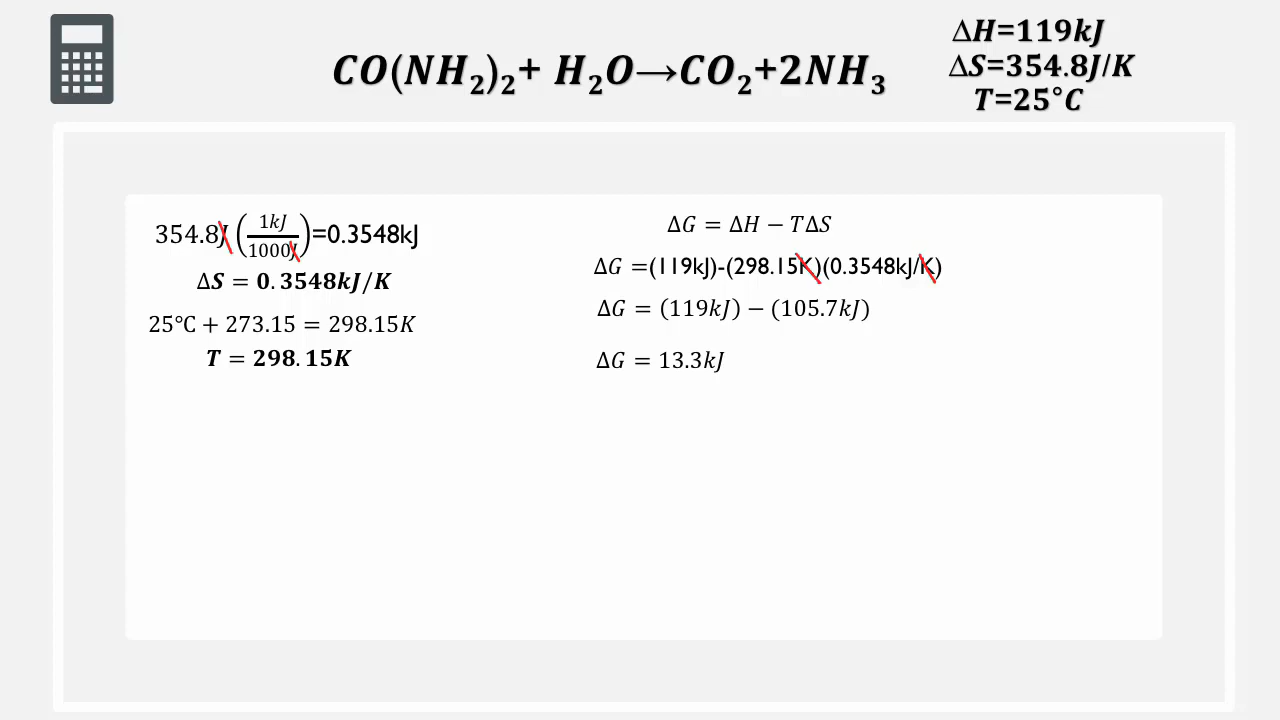 CO(NH₂)₂+ H₂O→CO₂+2NH₃
ΔH=119kJ
ΔS=354.8J/K
T=25°C
354.8J(1kJ/1000J)=0.3548kJ
ΔS = 0.3548kJ/K
25℃ + 273.15 = 298.15K
T = 298.15K
ΔG = ΔH − TΔS
ΔG =(119kJ)-(298.15K)(0.3548kJ/K)
ΔG = (119kJ) − (105.7kJ)
ΔG = 13.3kJ